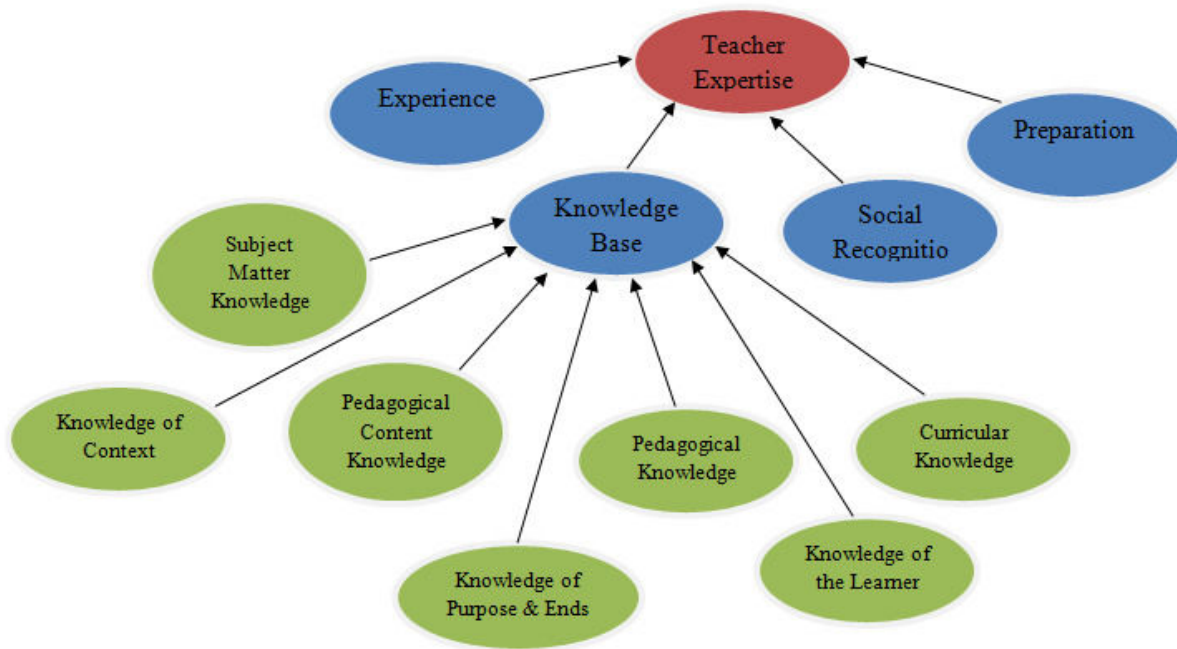 Teacher
Expertise
Experience
Preparation
Knowledge
Base
Social
Recognitio
Subject
Matter
Knowledge
Knowledge of
Context
Pedagogical
Content
Knowledge
Pedagogical
Knowledge
Curricular
Knowledge
Knowledge of
Purpose & Ends
Knowledge of
the Learner